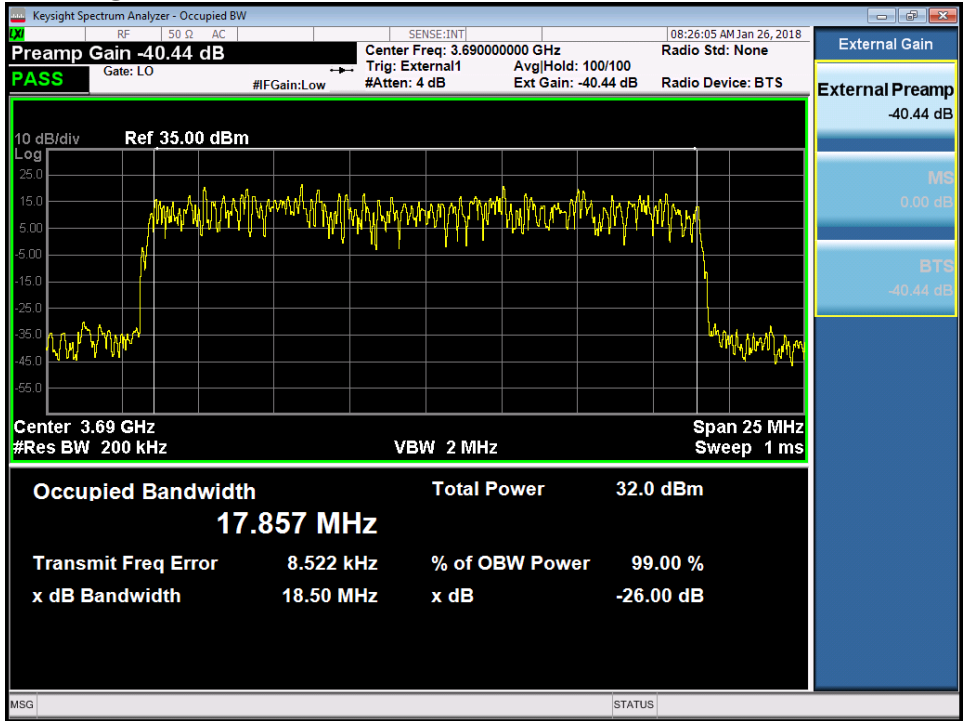 Keysight Spectrum Analyzer - Occupied BW
LXI RF 50 Ω AC SENSE:INT 08:26:05 AM Jan 26, 2018
Preamp Gain -40.44 dB
PASS
Gate: LO
#IFGain:Low
Center Freq: 3.690000000 GHz
Trig: External1 Avg|Hold: 100/100
#Atten: 4 dB Ext Gain: -40.44 dB
Radio Std: None
Radio Device: BTS
External Gain
External Preamp
-40.44 dB
MS
0.00 dB
BTS
-40.44 dB
10 dB/div Ref 35.00 dBm
Log
25.0
15.0
5.00
-5.00
-15.0
-25.0
-35.0
-45.0
-55.0
Center 3.69 GHz Span 25 MHz
#Res BW 200 kHz VBW 2 MHz Sweep 1 ms
Occupied Bandwidth Total Power 32.0 dBm
17.857 MHz
Transmit Freq Error 8.522 kHz % of OBW Power 99.00 %
x dB Bandwidth 18.50 MHz x dB -26.00 dB
MSG STATUS